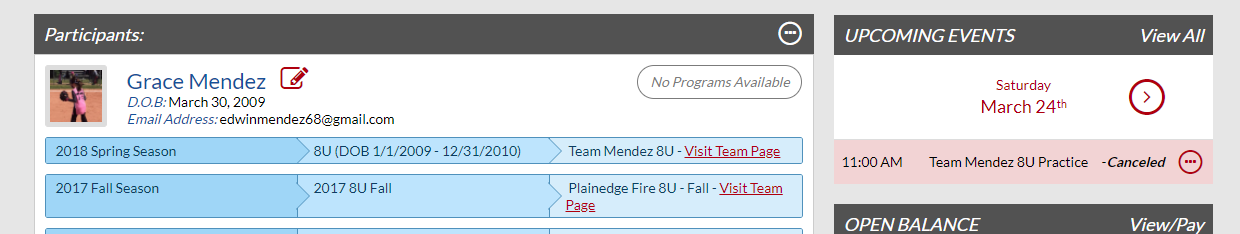 Participants:
Grace Mendez
No Programs Available
D.O.B: March 30, 2009
Email Address: edwinmendez68@gmail.com
2018 Spring Season
8U (DOB 1/1/2009 - 12/31/2010)
Team Mendez 8U - Visit Team Page
2017 Fall Season
2017 8U Fall
Plainedge Fire 8U - Fall - Visit Team
Page
UPCOMING EVENTS
View All
Saturday
March 24th
11:00 AM
Team Mendez 8U Practice
-Canceled
OPEN BALANCE
View/Pay